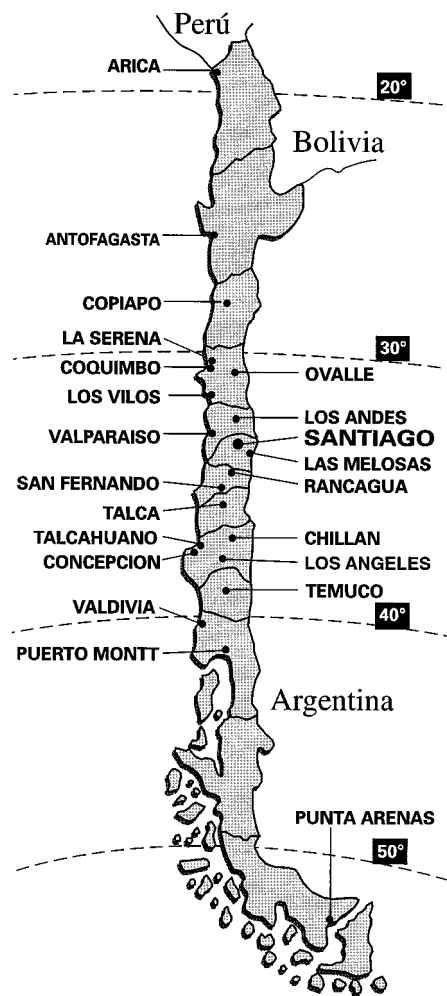 Perú
ARICA
20°
Bolivia
ANTOFAGASTA
COPIAPO
LA SERENA
30°
COQUIMBO
OVALLE
LOS VILOS
LOS ANDES
VALPARAISO
SANTIAGO
LAS MELOSAS
SAN FERNANDO
RANCAGUA
TALCA
TALCAHUANO
CHILLAN
CONCEPCION
LOS ANGELES
TEMUCO
VALDIVIA
40°
PUERTO MONTT
Argentina
PUNTA ARENAS
50°